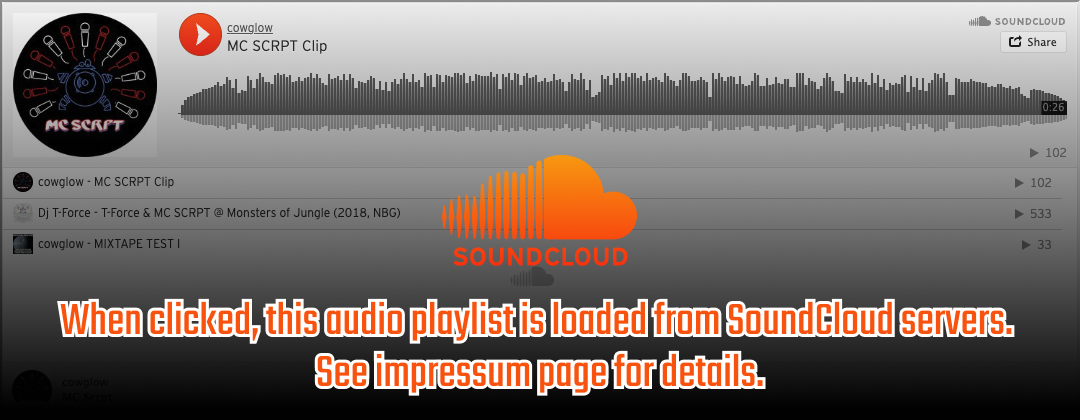 MC SCRPT
cowglow
MC SCRPT Clip
SOUNDCLOUD
Share
0:26
102
cowglow - MC SCRPT Clip
102
Dj T-Force - T-Force & MC SCRPT @ Monsters of Jungle (2018, NBG)
533
cowglow - MIXTAPE TEST I
33
SOUNDCLOUD
When clicked, this audio playlist is loaded from SoundCloud servers.
See impressum page for details.
cowglow
MC Scrpt